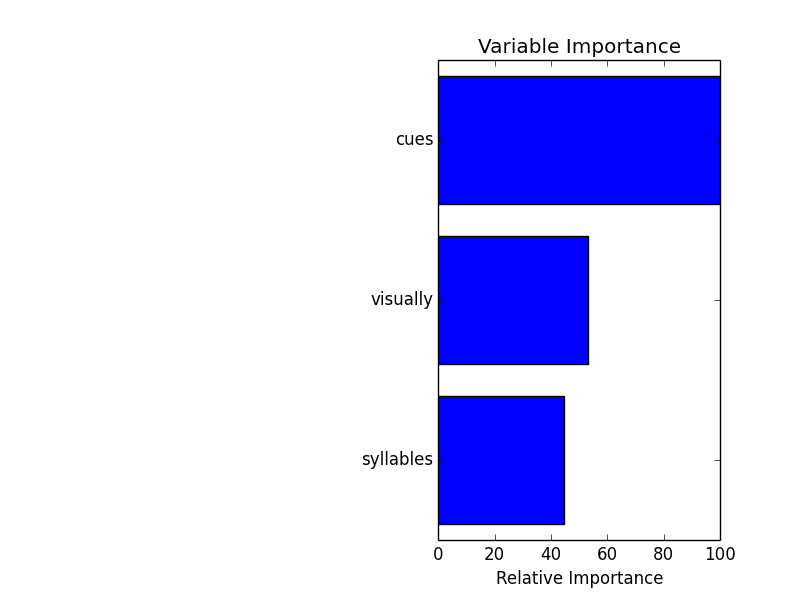 Variable Importance
cues
visually
syllables
0 20 40 60 80 100
Relative Importance